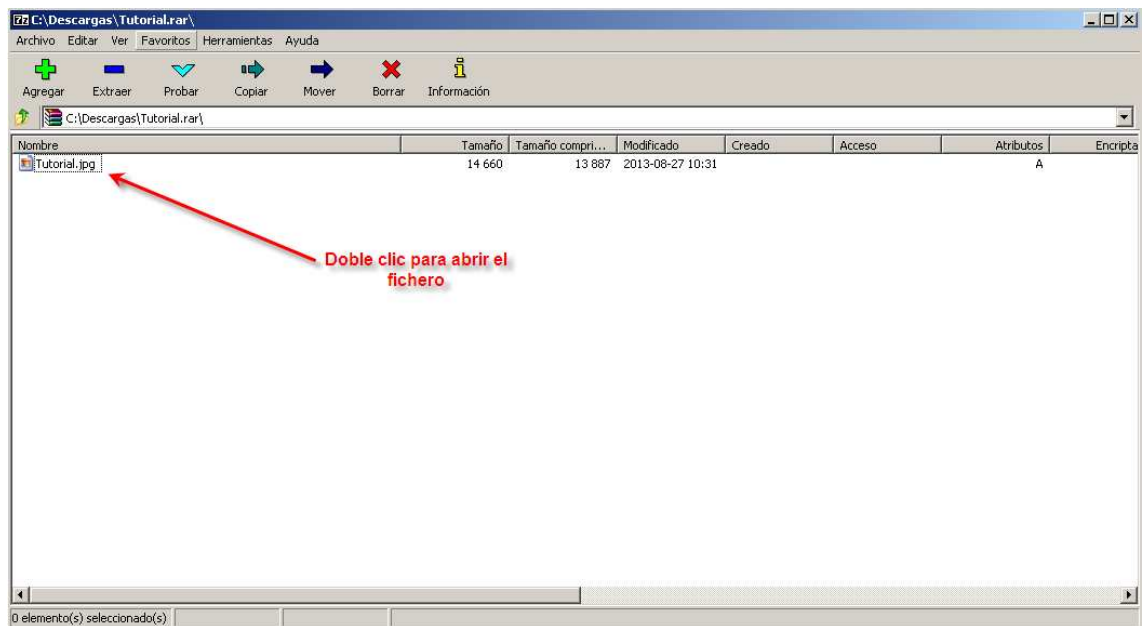 C:\Descargas\Tutorial.rar\
Archivo Editar Ver Favoritos Herramientas Ayuda
Agregar Extraer Probar Copiar Mover Borrar Información
C:\Descargas\Tutorial.rar\
Nombre Tamaño Tamaño compri... Modificado Creado Acceso Atributos Encripta
Tutorial.jpg 14 660 13 887 2013-08-27 10:31 A
Doble clic para abrir el
fichero
0 elemento(s) seleccionado(s)